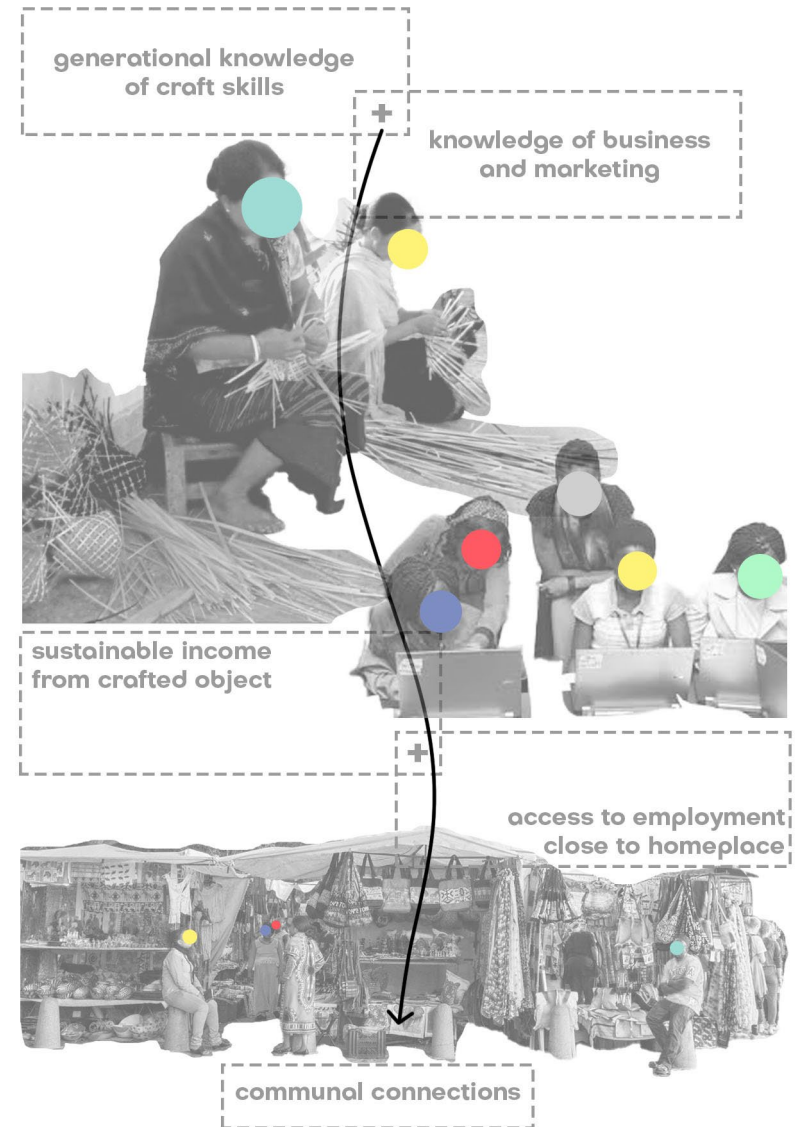 generational knowledge
of craft skills
+
knowledge of business
and marketing
sustainable income
from crafted object
+
access to employment
close to homeplace
communal connections